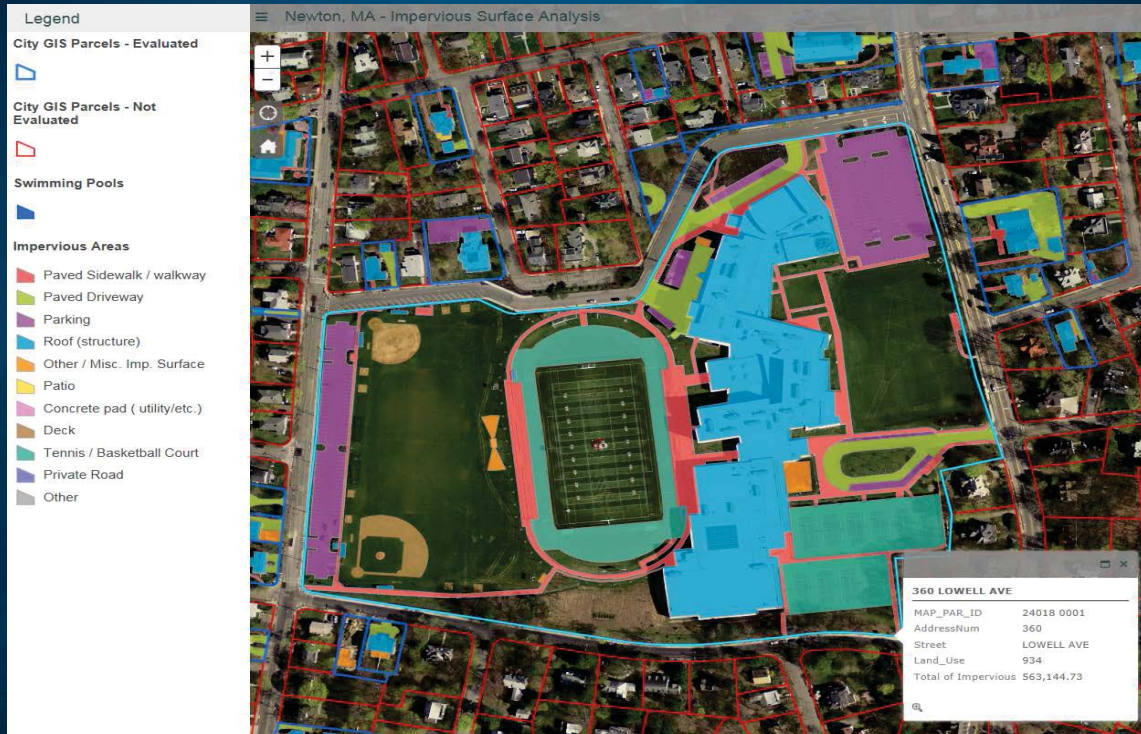 Legend
Newton, MA - Impervious Surface Analysis
City GIS Parcels - Evaluated
City GIS Parcels - Not
Evaluated
Swimming Pools
Impervious Areas
Paved Sidewalk / walkway
Paved Driveway
Parking
Roof (structure)
Other / Misc. Imp. Surface
Patio
Concrete pad ( utility/etc.)
Deck
Tennis / Basketball Court
Private Road
Other
+
−
360 LOWELL AVE
MAP_PAR_ID 24018 0001
AddressNum 360
Street LOWELL AVE
Land_Use 934
Total of Impervious 563,144.73